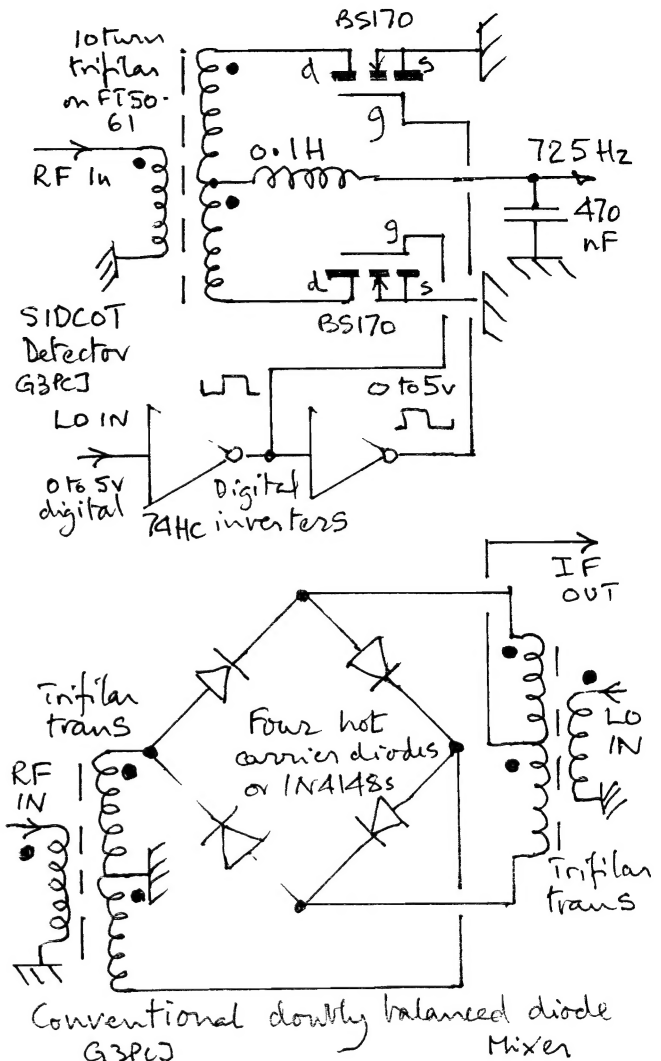 BS170
10 turn
trifilar
on FT50-
61
d
s
g
RF In
0.1H
725 Hz
470
nF
g
d
s
BS170
SIDCOT
Detector
G3PCJ
LO IN
0 to 5v
0 to 5v
digital
Digital
74HC inverters
IF
OUT
Trifilar
trans
Four hot
carrier diodes
or 1N4148s
LO
IN
RF
IN
Trifilar
trans
Conventional doubly balanced diode
G3PCJ
Mixer